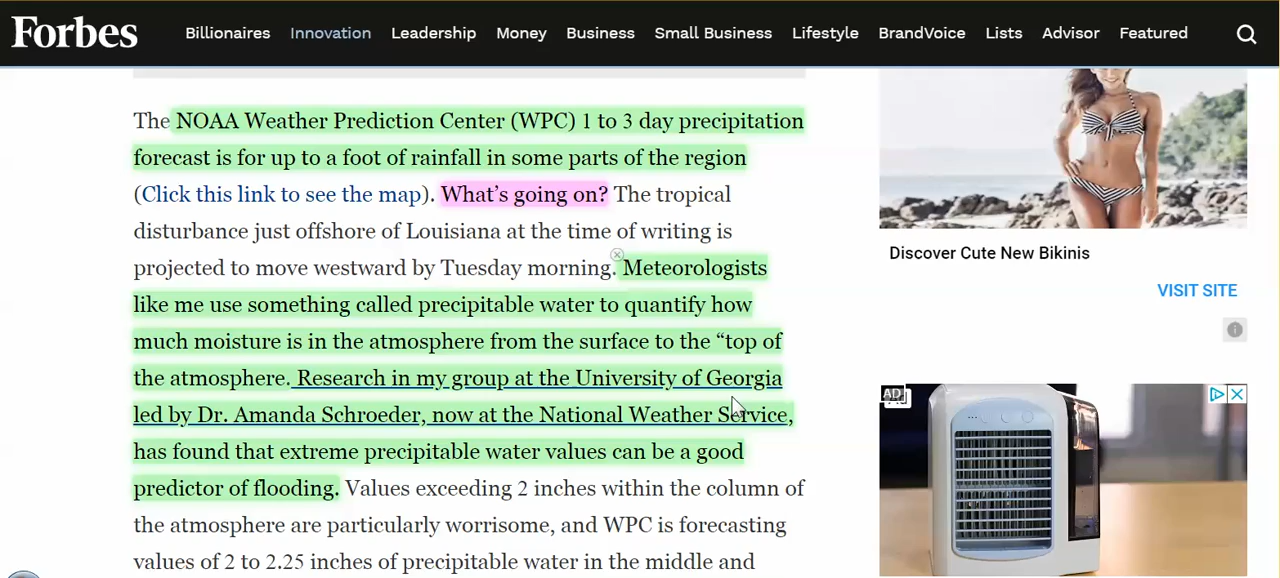 Forbes
Billionaires Innovation Leadership Money Business Small Business Lifestyle BrandVoice Lists Advisor Featured
The NOAA Weather Prediction Center (WPC) 1 to 3 day precipitation
forecast is for up to a foot of rainfall in some parts of the region
(Click this link to see the map). What’s going on? The tropical
disturbance just offshore of Louisiana at the time of writing is
projected to move westward by Tuesday morning. Meteorologists
like me use something called precipitable water to quantify how
much moisture is in the atmosphere from the surface to the “top of
the atmosphere. Research in my group at the University of Georgia
led by Dr. Amanda Schroeder, now at the National Weather Service,
has found that extreme precipitable water values can be a good
predictor of flooding. Values exceeding 2 inches within the column of
the atmosphere are particularly worrisome, and WPC is forecasting
values of 2 to 2.25 inches of precipitable water in the middle and
Discover Cute New Bikinis
VISIT SITE
AD